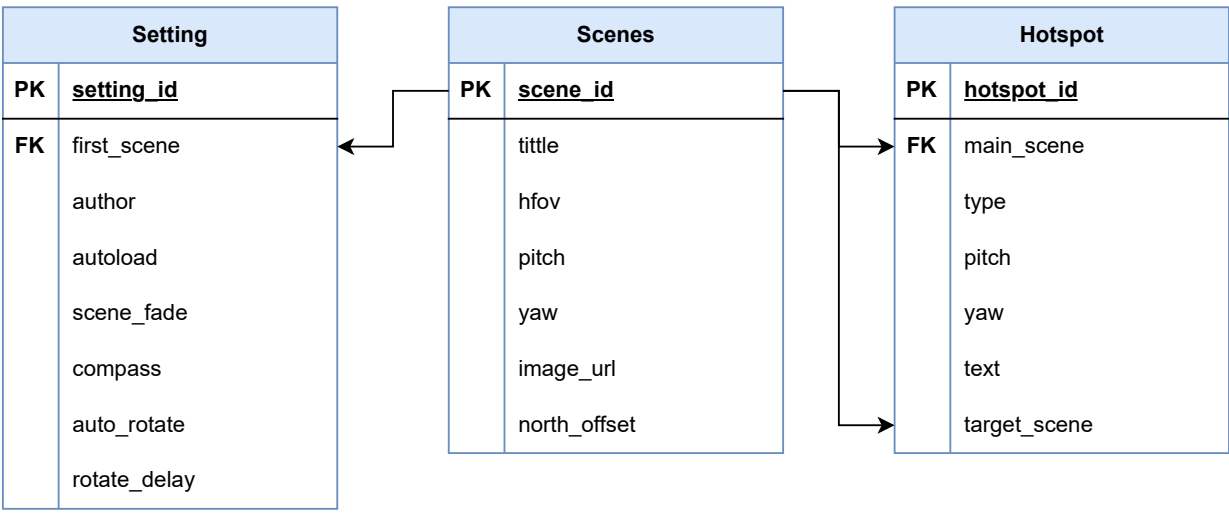 Setting
PK setting_id
FK first_scene
author
autoload
scene_fade
compass
auto_rotate
rotate_delay
Scenes
PK scene_id
tittle
hfov
pitch
yaw
image_url
north_offset
Hotspot
PK hotspot_id
FK main_scene
type
pitch
yaw
text
target_scene